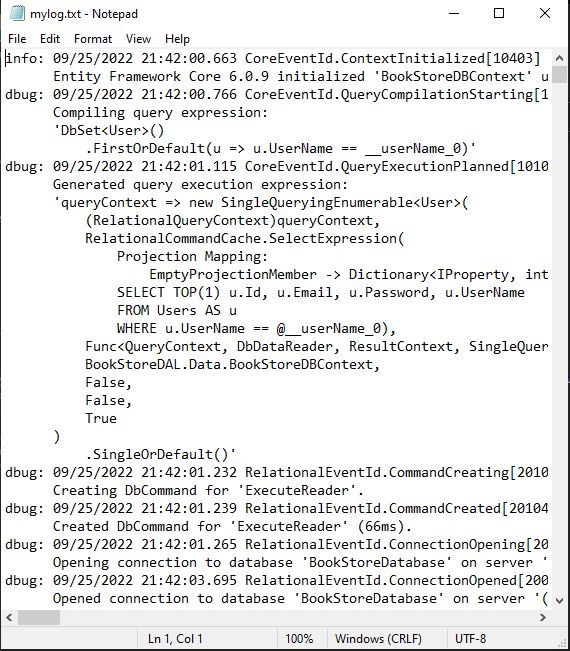 mylog.txt - Notepad
File Edit Format View Help
info: 09/25/2022 21:42:00.663 CoreEventId.ContextInitialized[10403]
      Entity Framework Core 6.0.9 initialized 'BookStoreDBContext' u
dbug: 09/25/2022 21:42:00.766 CoreEventId.QueryCompilationStarting[1
      Compiling query expression:
      'DbSet<User>()
          .FirstOrDefault(u => u.UserName == __userName_0)'
dbug: 09/25/2022 21:42:01.115 CoreEventId.QueryExecutionPlanned[1010
      Generated query execution expression:
      'queryContext => new SingleQueryingEnumerable<User>(
          (RelationalQueryContext)queryContext,
          RelationalCommandCache.SelectExpression(
              Projection Mapping:
                  EmptyProjectionMember -> Dictionary<IProperty, int
              SELECT TOP(1) u.Id, u.Email, u.Password, u.UserName
              FROM Users AS u
              WHERE u.UserName == @__userName_0),
          Func<QueryContext, DbDataReader, ResultContext, SingleQuer
          BookStoreDAL.Data.BookStoreDBContext,
          False,
          False,
          True
      )
          .SingleOrDefault()'
dbug: 09/25/2022 21:42:01.232 RelationalEventId.CommandCreating[2010
      Creating DbCommand for 'ExecuteReader'.
dbug: 09/25/2022 21:42:01.239 RelationalEventId.CommandCreated[20104
      Created DbCommand for 'ExecuteReader' (66ms).
dbug: 09/25/2022 21:42:01.265 RelationalEventId.ConnectionOpening[20
      Opening connection to database 'BookStoreDatabase' on server '
dbug: 09/25/2022 21:42:03.695 RelationalEventId.ConnectionOpened[200
      Opened connection to database 'BookStoreDatabase' on server '(
Ln 1, Col 1 100% Windows (CRLF) UTF-8